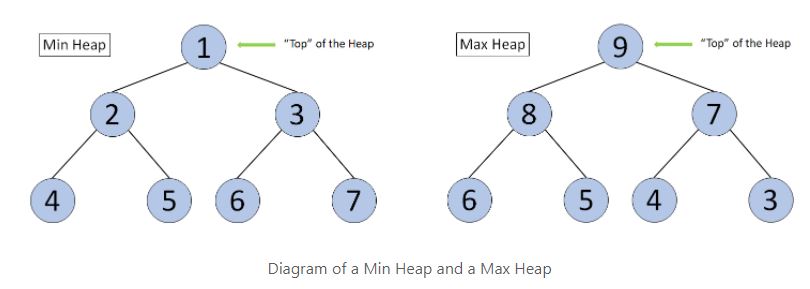 Min Heap
1
"Top" of the Heap
2
3
4
5
6
7
Max Heap
9
"Top" of the Heap
8
7
6
5
4
3
Diagram of a Min Heap and a Max Heap